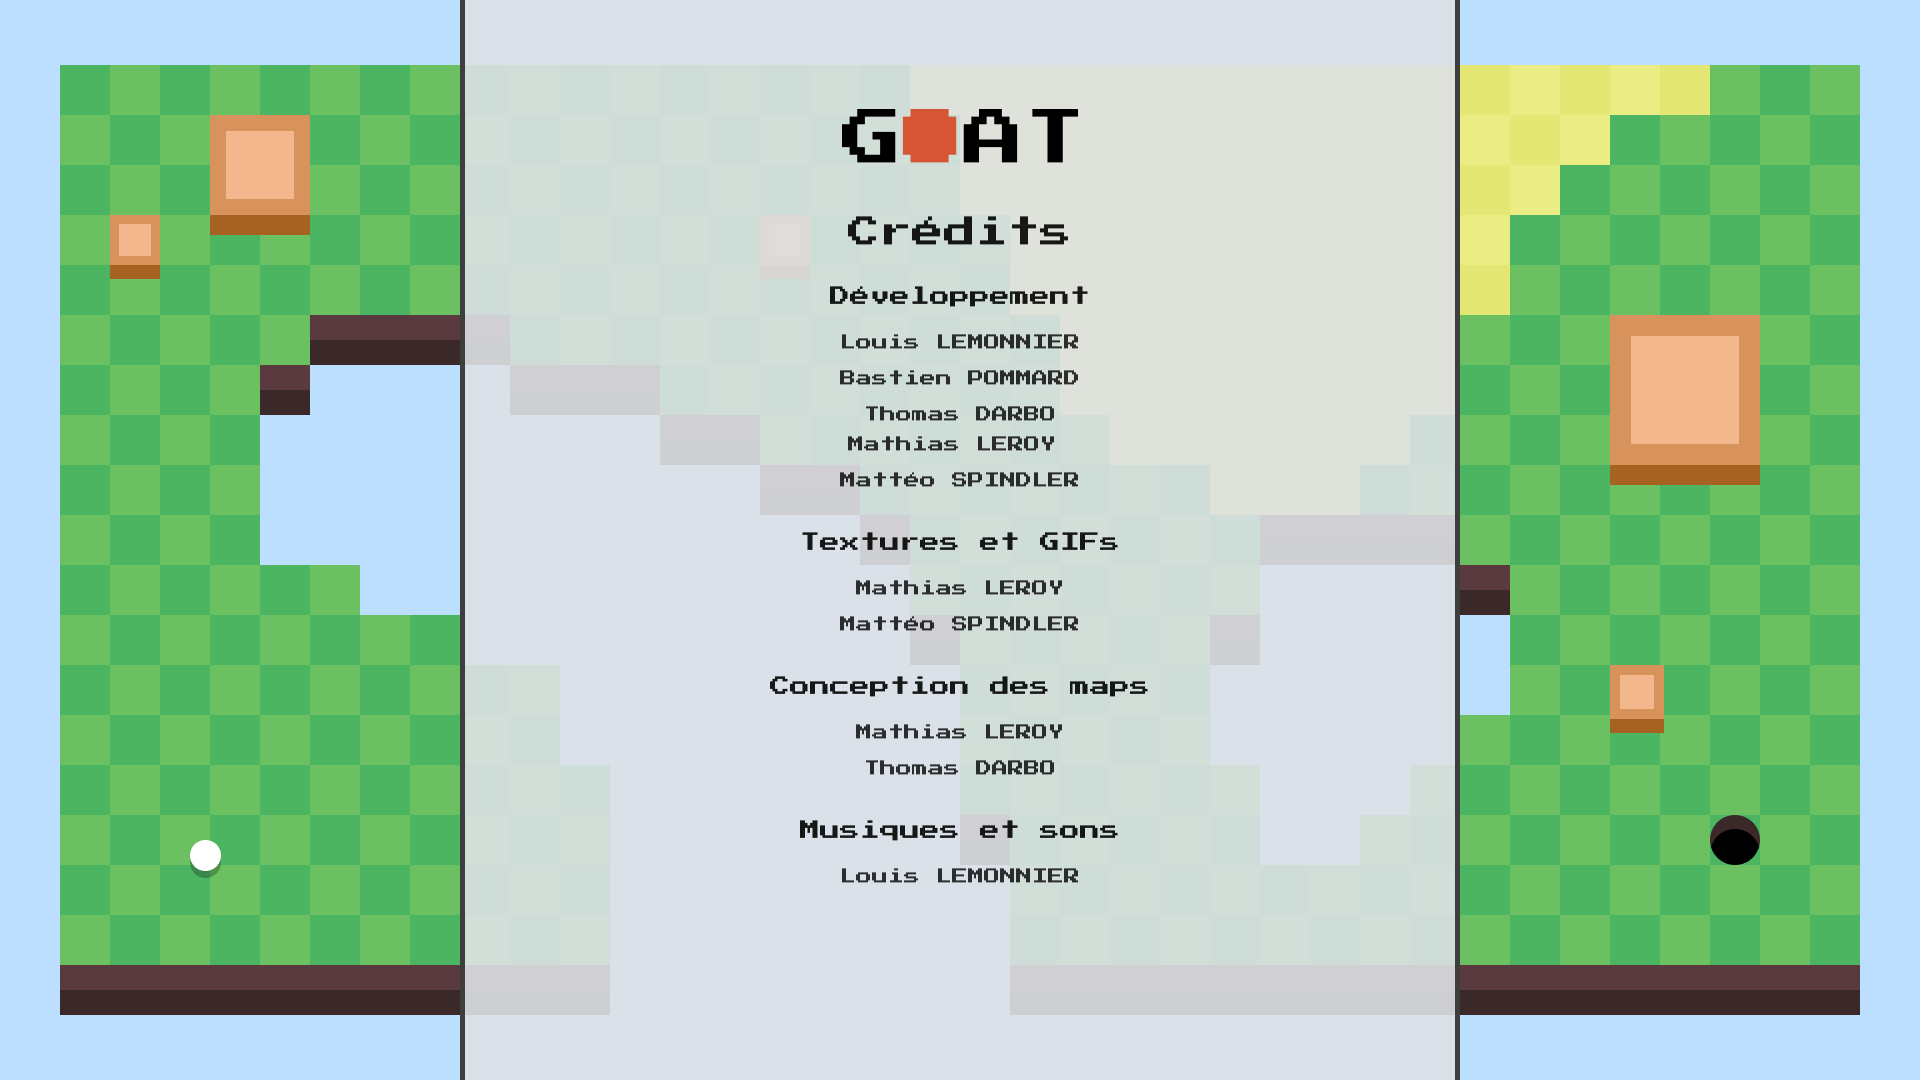 GOAT
Crédits
Développement
Louis LEMONNIER
Bastien POMMARD
Thomas DARBO
Mathias LEROY
Mattéo SPINDLER
Textures et GIFs
Mathias LEROY
Mattéo SPINDLER
Conception des maps
Mathias LEROY
Thomas DARBO
Musiques et sons
Louis LEMONNIER